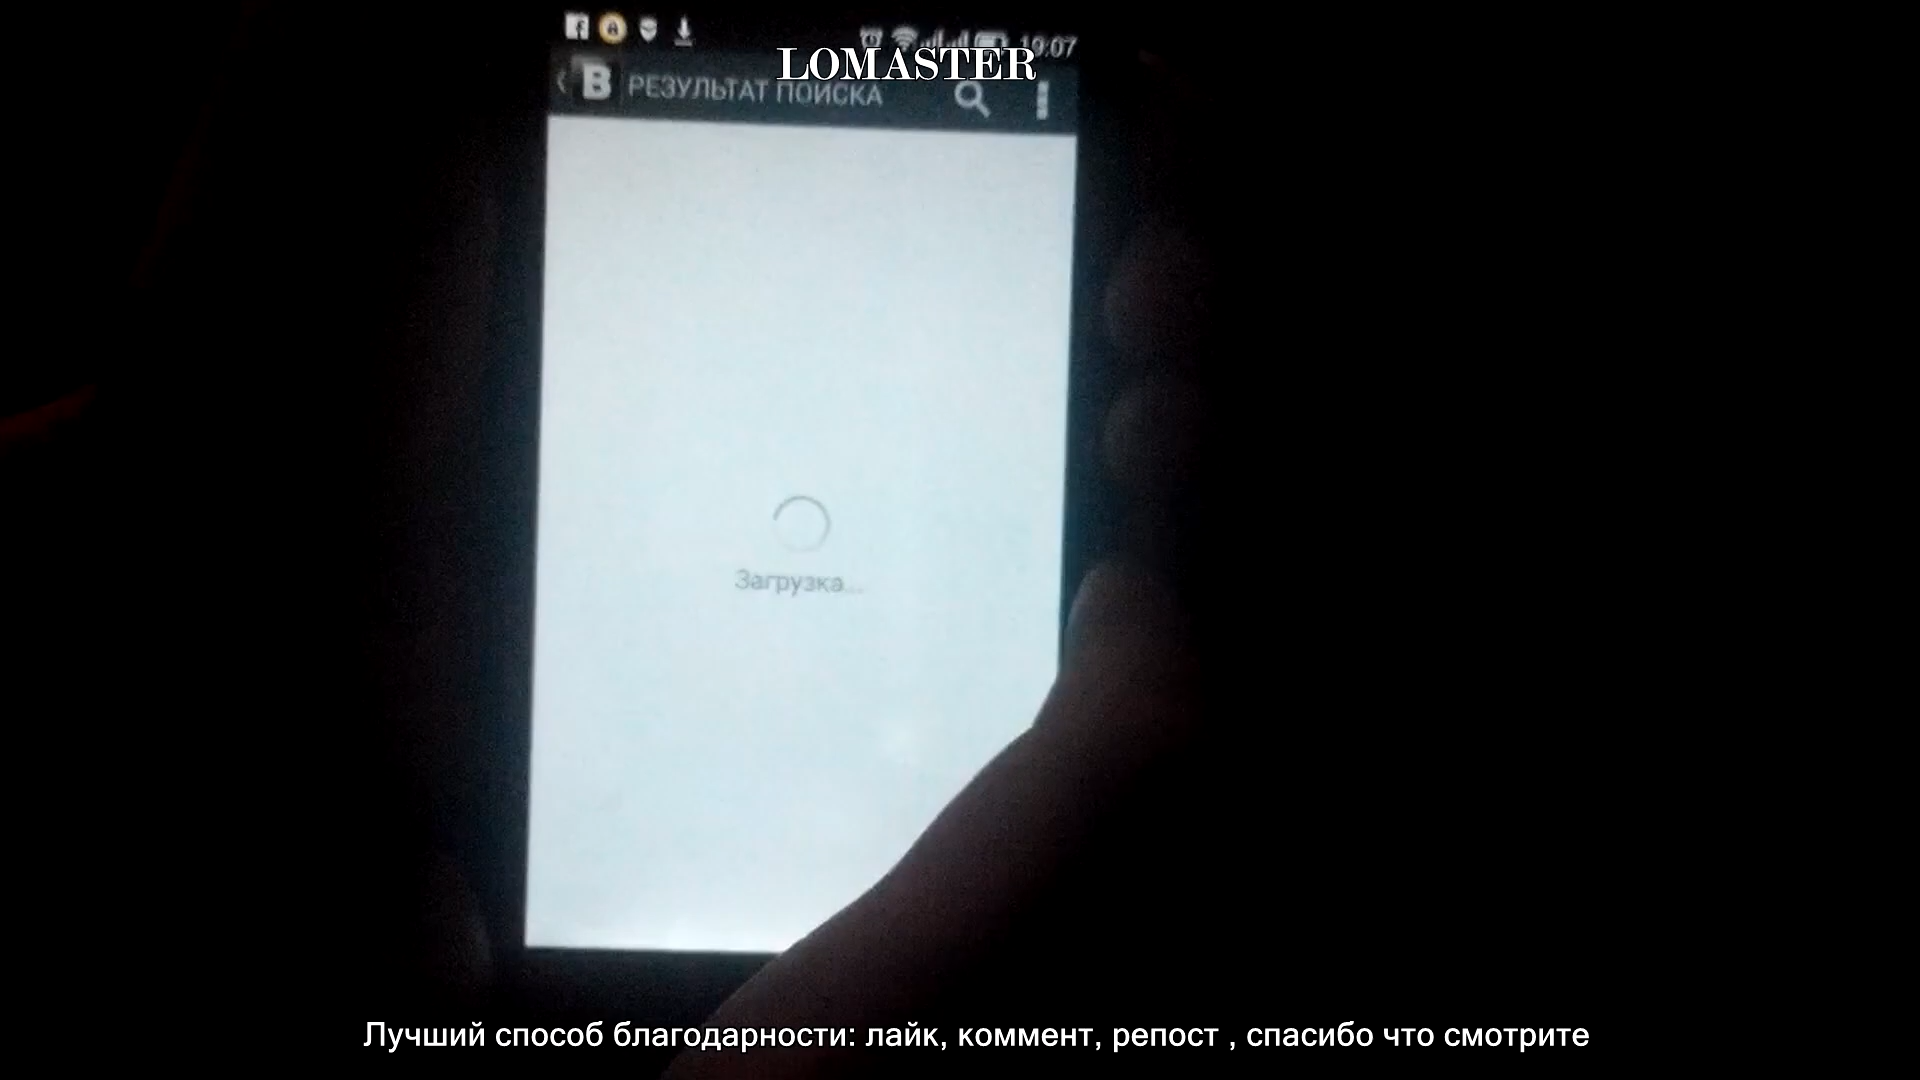 19:07
LOMASTER
B РЕЗУЛЬТАТ ПОИСКА
Загрузка...
Лучший способ благодарности: лайк, коммент, репост , спасибо что смотрите